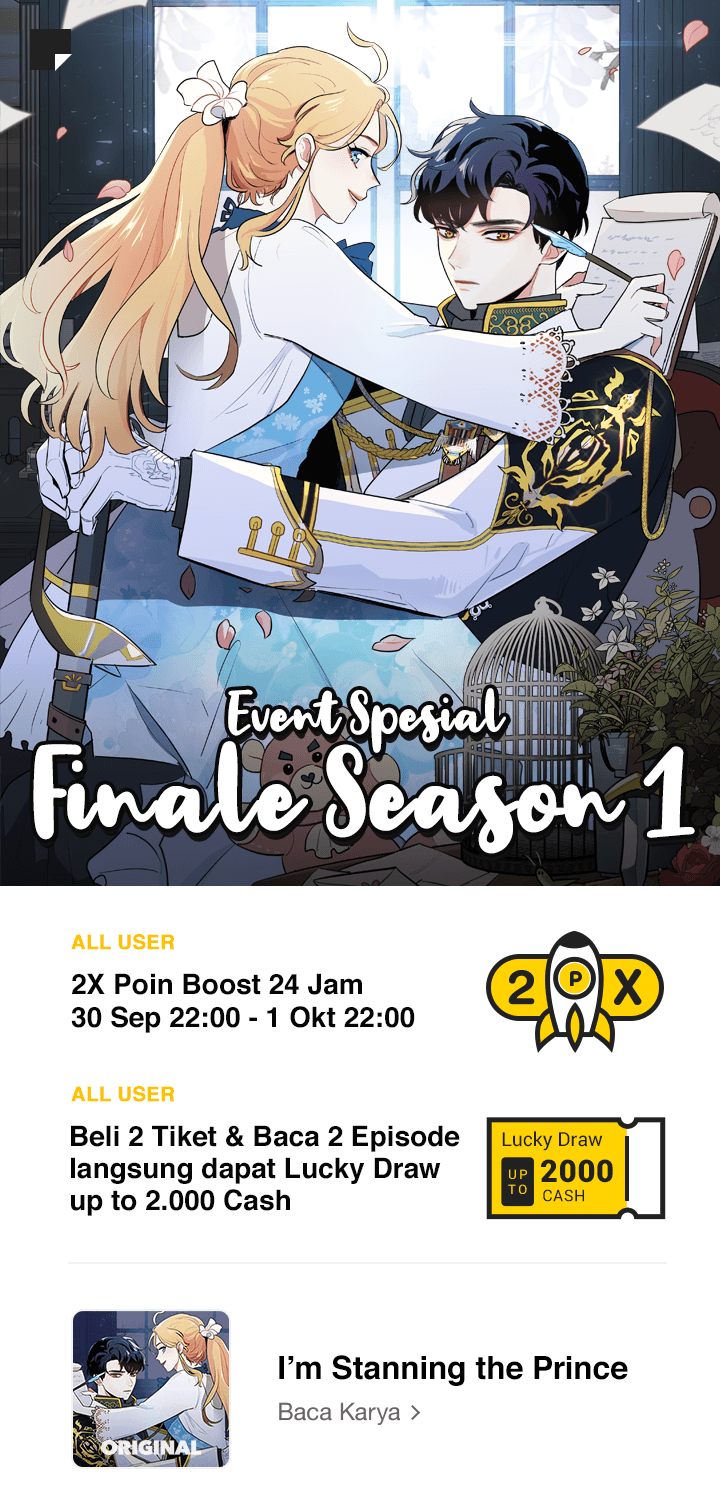 Event Spesial
Finale Season 1
ALL USER
2X Poin Boost 24 Jam
30 Sep 22:00 - 1 Okt 22:00
2 P X
ALL USER
Beli 2 Tiket & Baca 2 Episode
langsung dapat Lucky Draw
up to 2.000 Cash
Lucky Draw
UP TO
2000
CASH
ORIGINAL
I'm Stanning the Prince
Baca Karya >